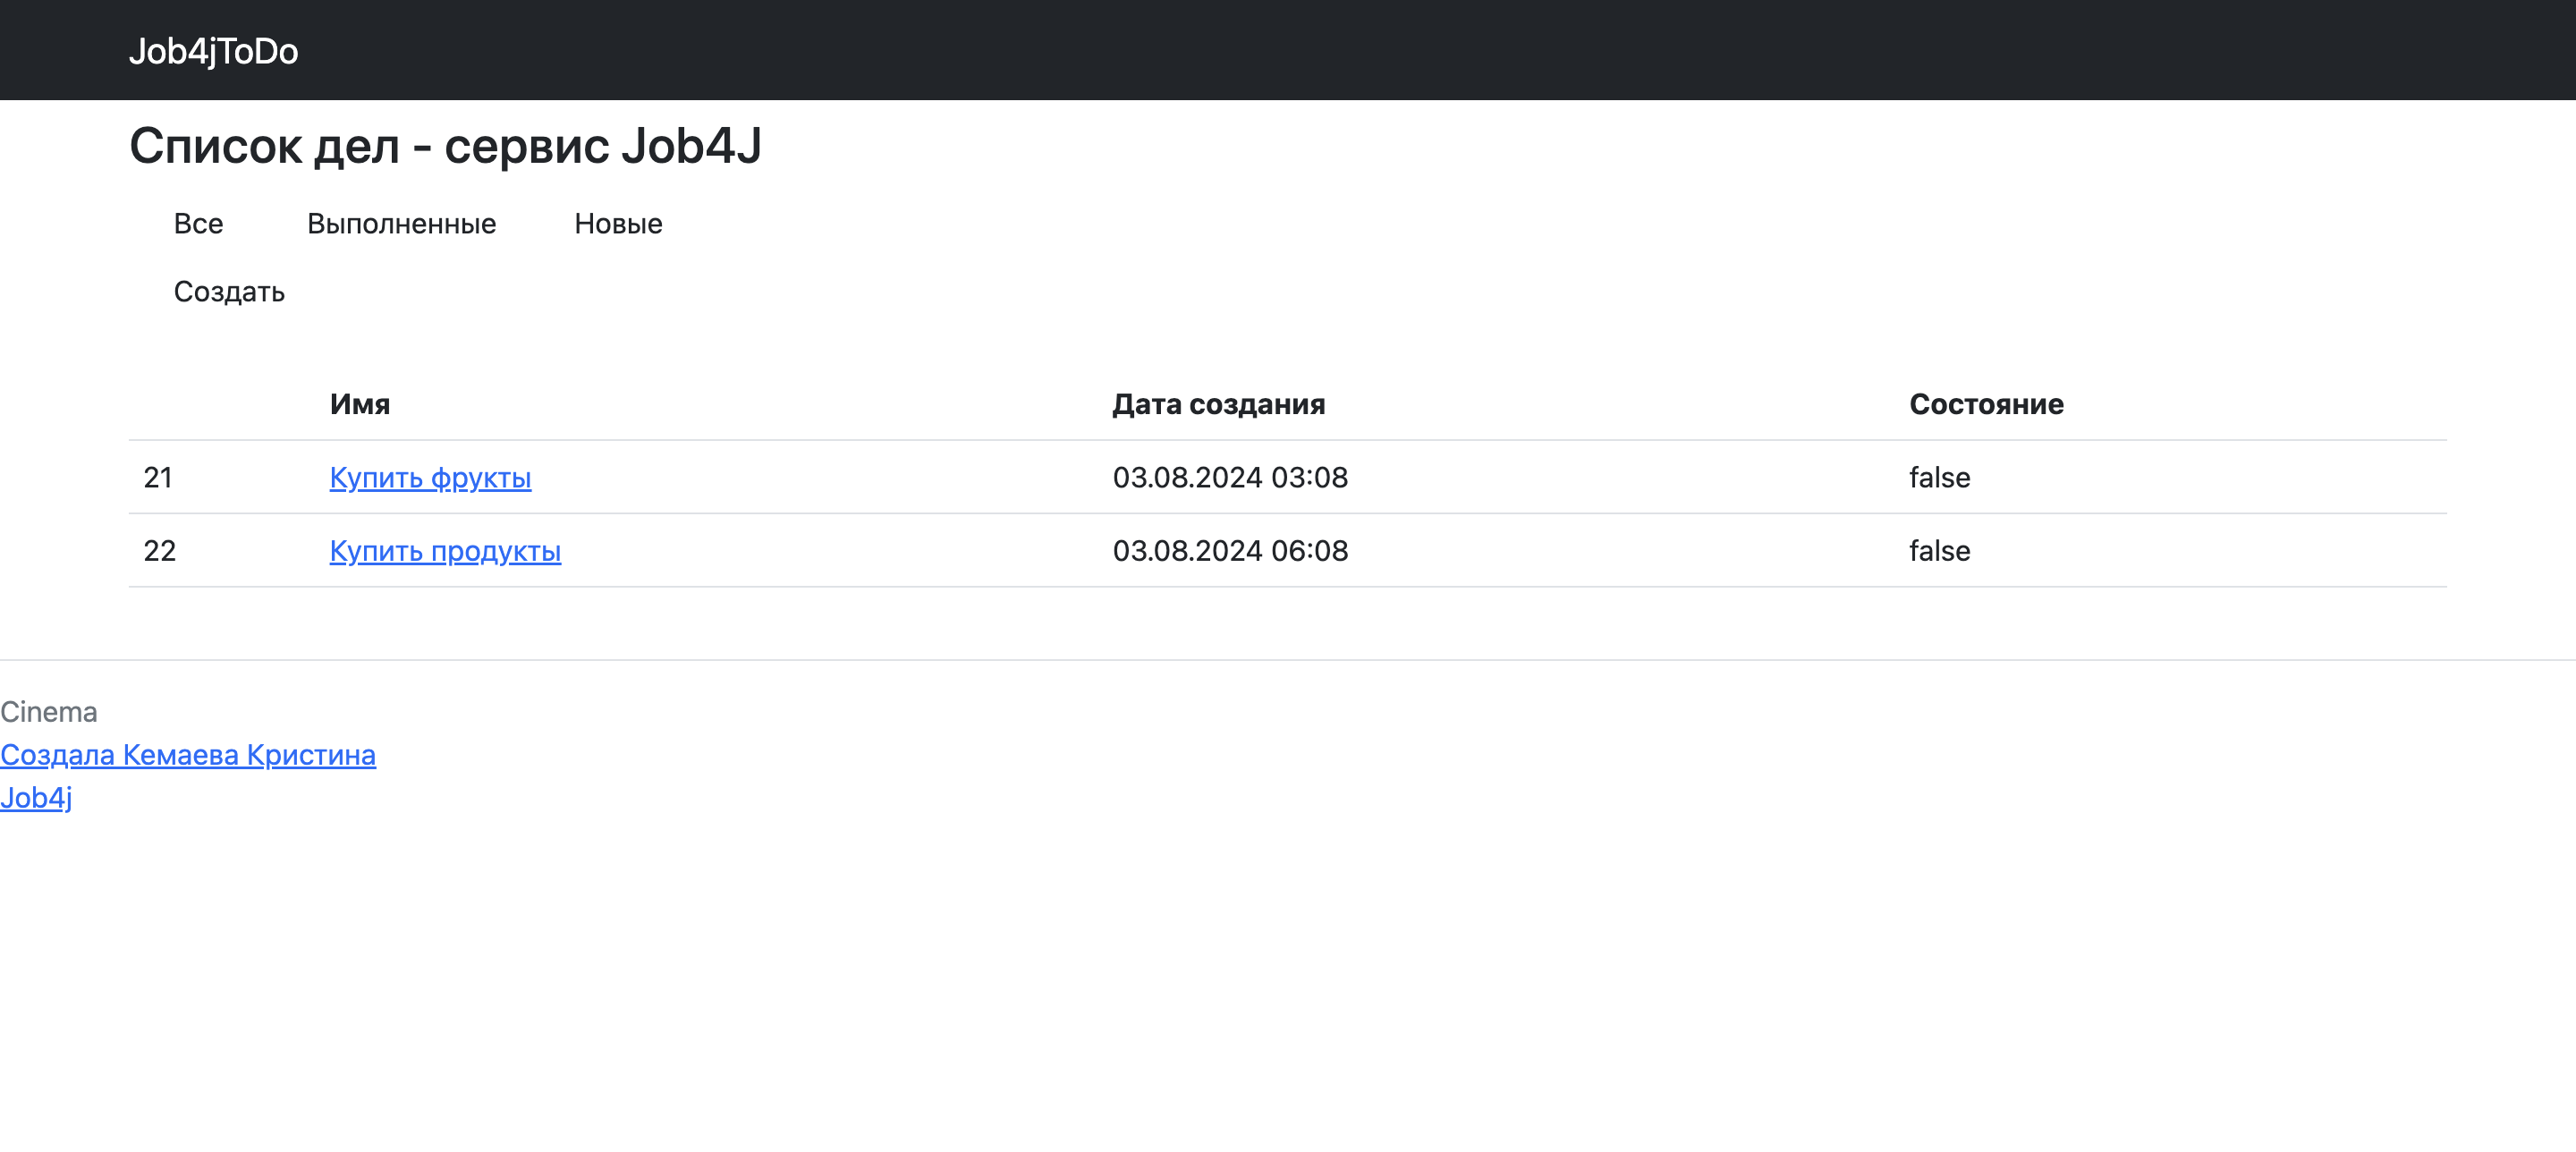 Job4jToDo
Список дел - сервис Job4J
Все Выполненные Новые
Создать
Имя Дата создания Состояние
21 Купить фрукты 03.08.2024 03:08 false
22 Купить продукты 03.08.2024 06:08 false
Cinema
Создала Кемаева Кристина
Job4j